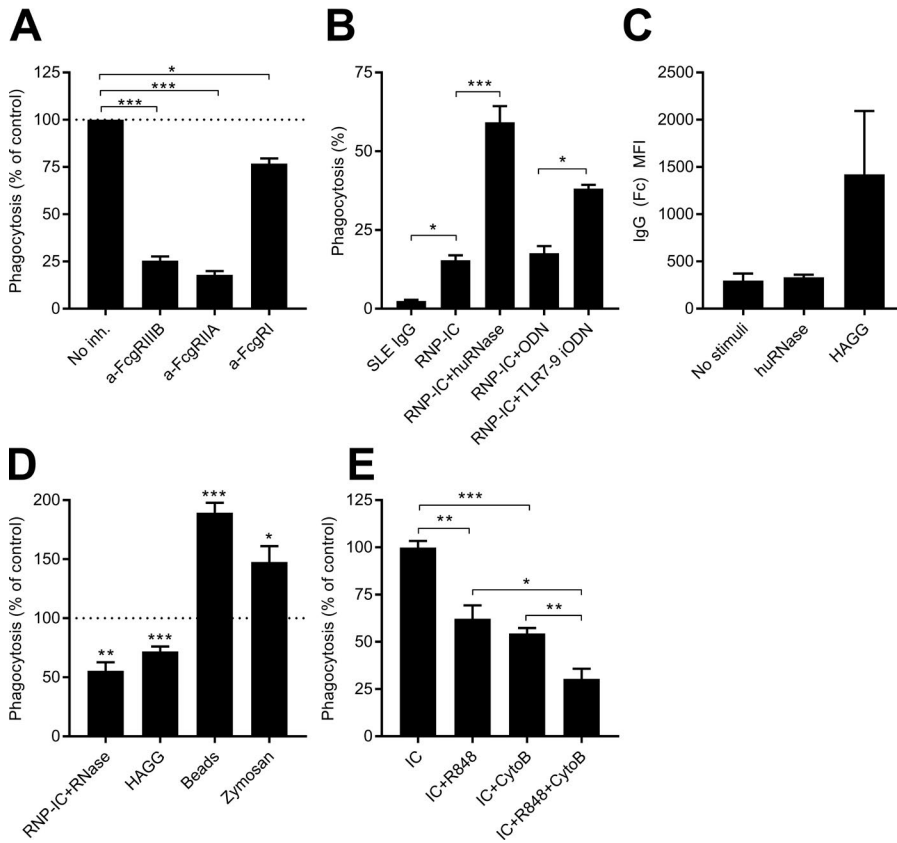 A
Phagocytosis (% of control)
125
100
75
50
25
0
*
***
***
No inh.
a-FcgRIIIB
a-FcgRIIA
a-FcgRI
B
Phagocytosis (%)
75
50
25
0
***
*
*
SLE IgG
RNP-IC
RNP-IC+huRNase
RNP-IC+ODN
RNP-IC+TLR7-9 iODN
C
IgG (Fc) MFI
2500
2000
1500
1000
500
0
No stimuli
huRNase
HAGG
D
Phagocytosis (% of control)
200
150
100
50
0
**
***
***
*
RNP-IC+RNase
HAGG
Beads
Zymosan
E
Phagocytosis (% of control)
125
100
75
50
25
0
***
**
*
**
IC
IC+R848
IC+CytoB
IC+R848+CytoB